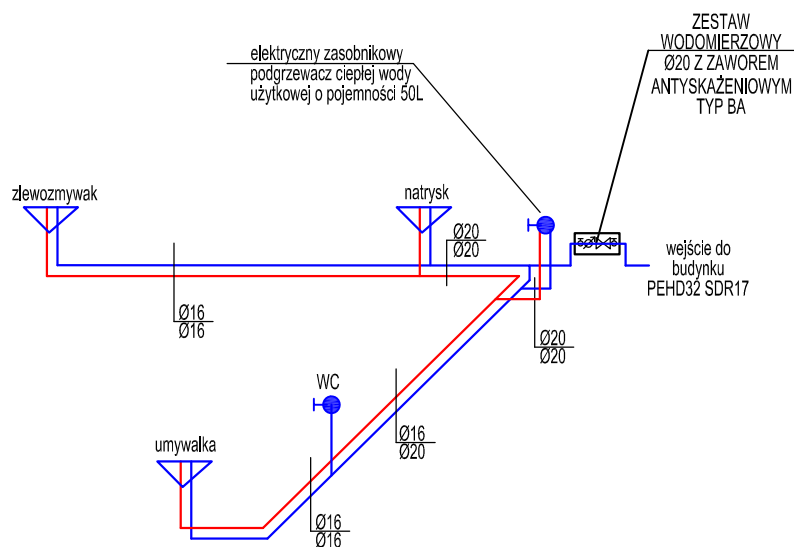 elektryczny zasobnikowy
podgrzewacz ciepłej wody
użytkowej o pojemności 50L
ZESTAW
WODOMIERZOWY
Ø20 Z ZAWOREM
ANTYSKAŻENIOWYM
TYP BA
zlewozmywak
natrysk
Ø20
Ø20
wejście do
budynku
PEHD32 SDR17
Ø16
Ø16
Ø20
Ø20
WC
Ø16
Ø20
umywalka
Ø16
Ø16